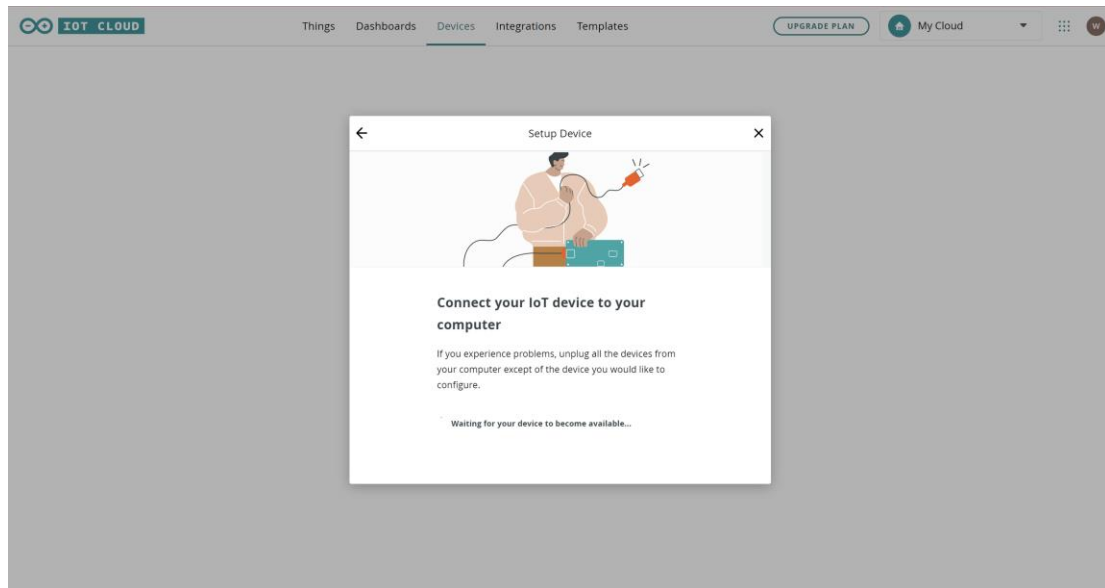 IOT CLOUD
Things Dashboards Devices Integrations Templates
UPGRADE PLAN
My Cloud
W
Setup Device
Connect your IoT device to your
computer
If you experience problems, unplug all the devices from
your computer except of the device you would like to
configure.
Waiting for your device to become available...